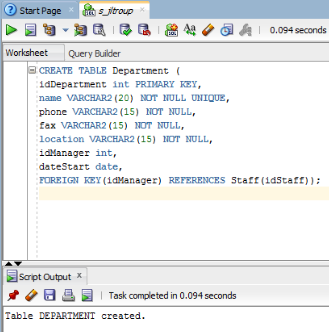 Start Page
s_jitroup
0.094 seconds
Worksheet Query Builder
CREATE TABLE Department (
idDepartment int PRIMARY KEY,
name VARCHAR2(20) NOT NULL UNIQUE,
phone VARCHAR2(15) NOT NULL,
fax VARCHAR2(15) NOT NULL,
location VARCHAR2(15) NOT NULL,
idManager int,
dateStart date,
FOREIGN KEY(idManager) REFERENCES Staff(idStaff));
Script Output
Task completed in 0.094 seconds
Table DEPARTMENT created.